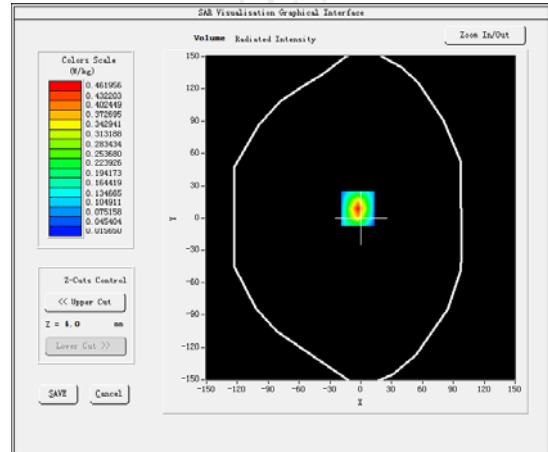 SAR Visualisation Graphical Interface
Volume Radiated Intensity
Zoom In/Out
Colors Scale
(W/kg)
0.461956
0.432203
0.402449
0.372695
0.342941
0.313188
0.283434
0.253680
0.223926
0.194173
0.164419
0.134665
0.104911
0.075158
0.045404
0.015650
Z-Cuts Control
<< Upper Cut
Z = 4.0 mm
Lower Cut >>
SAVE Cancel
150
120
90
60
30
0
-30
-60
-90
-120
-150
Y
-150 -120 -90 -60 -30 0 30 60 90 120 150
X